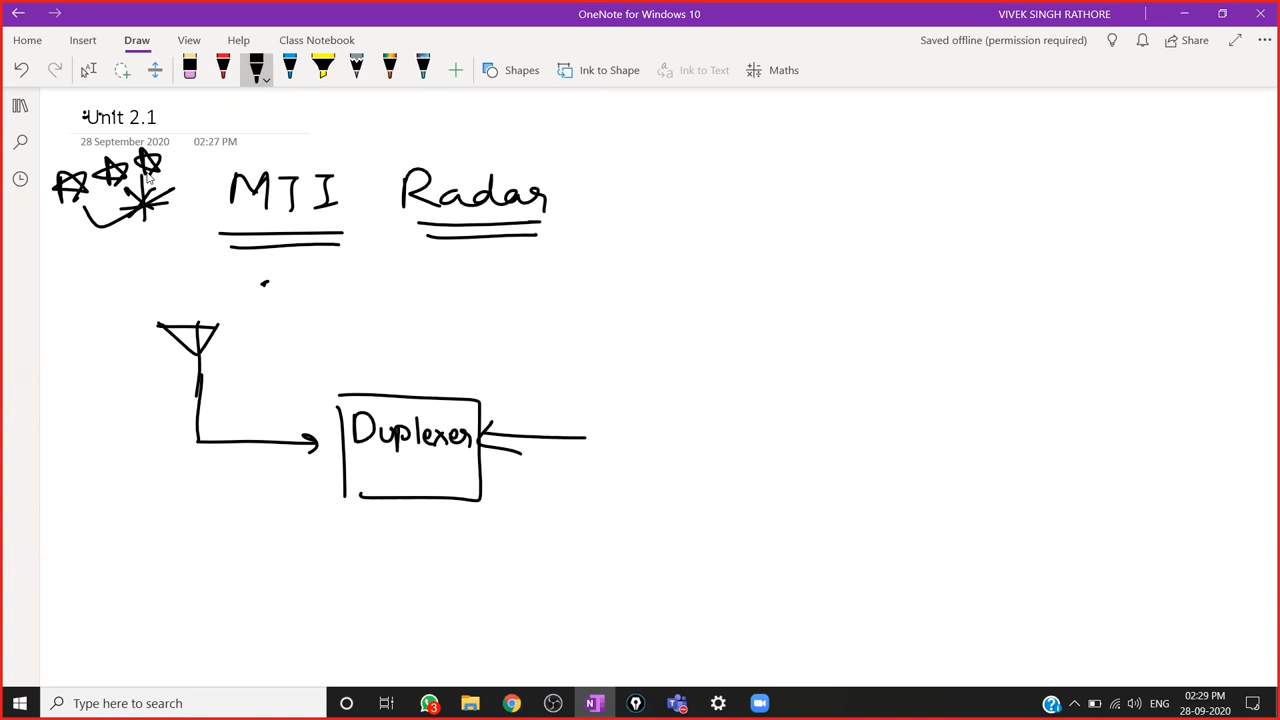 OneNote for Windows 10
VIVEK SINGH RATHORE
Home Insert Draw View Help Class Notebook
Saved offline (permission required) Share
Shapes Ink to Shape Ink to Text Maths
Unit 2.1
28 September 2020 02:27 PM
MTI Radar
Duplexer
Type here to search
3
ENG
02:29 PM
28-09-2020